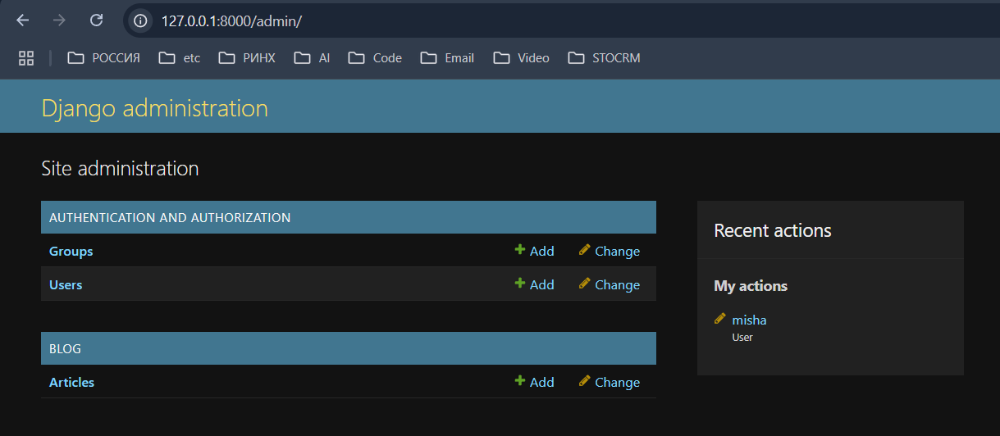 127.0.0.1:8000/admin/
РОССИЯ etc РИНХ AI Code Email Video STOCRM
Django administration
Site administration
AUTHENTICATION AND AUTHORIZATION
Groups Add Change
Users Add Change
BLOG
Articles Add Change
Recent actions
My actions
misha
User